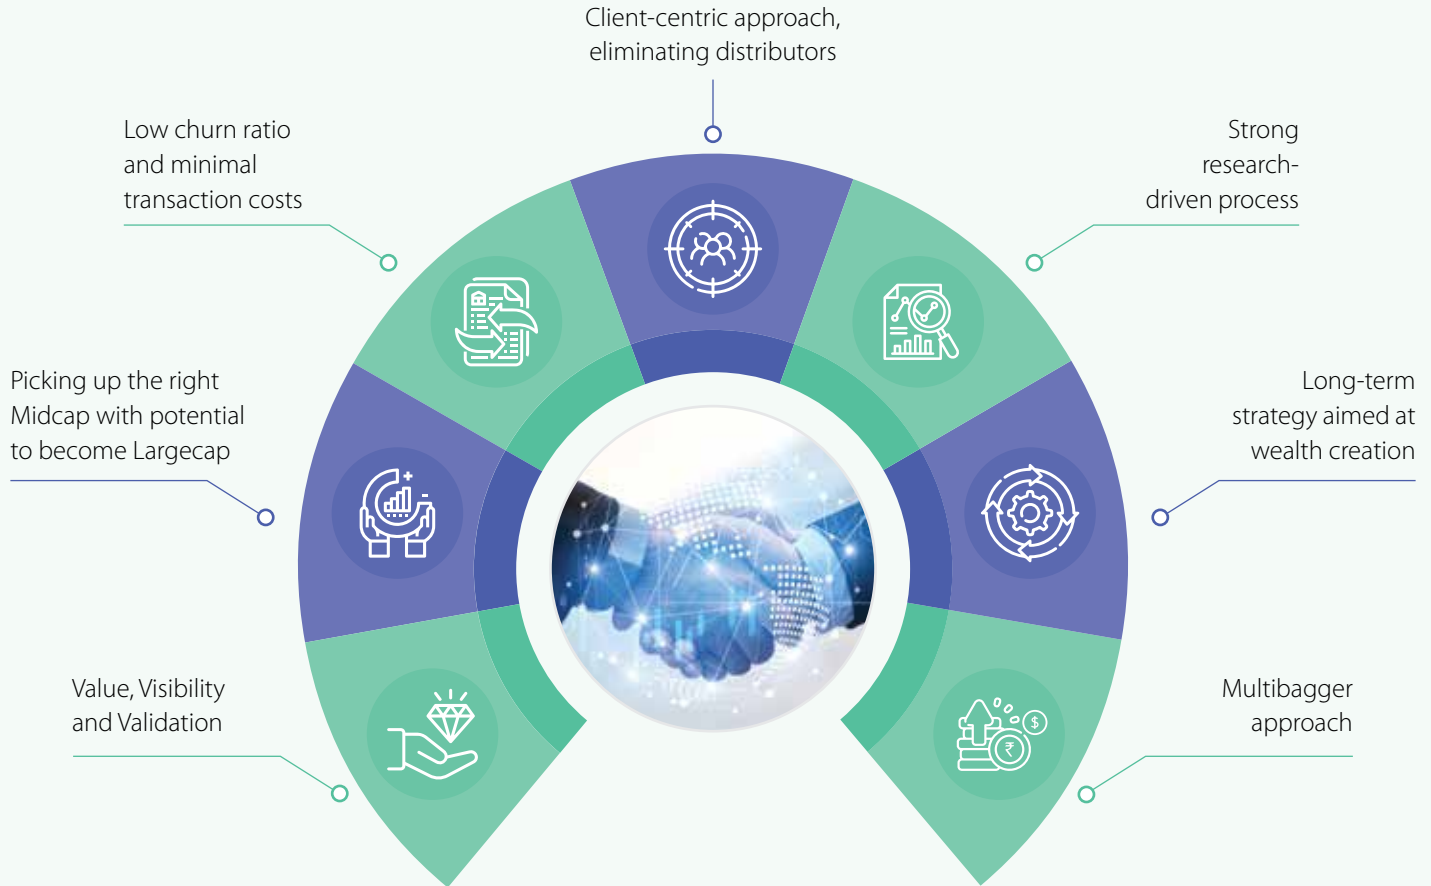 Client-centric approach,
eliminating distributors
Low churn ratio
and minimal
transaction costs
Strong
research-
driven process
Picking up the right
Midcap with potential
to become Largecap
Long-term
strategy aimed at
wealth creation
Value, Visibility
and Validation
Multibagger
approach
$
₹